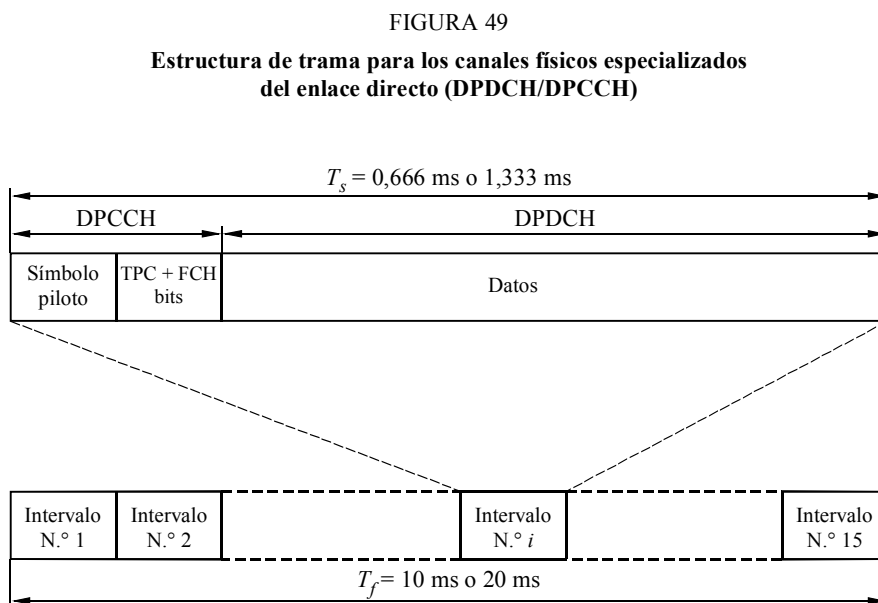 FIGURA 49
Estructura de trama para los canales físicos especializados
del enlace directo (DPDCH/DPCCH)
T_s = 0,666 ms o 1,333 ms
DPCCH DPDCH
Símbolo
piloto
TPC + FCH
bits
Datos
Intervalo
N.° 1
Intervalo
N.° 2
Intervalo
N.° i
Intervalo
N.° 15
T_f = 10 ms o 20 ms